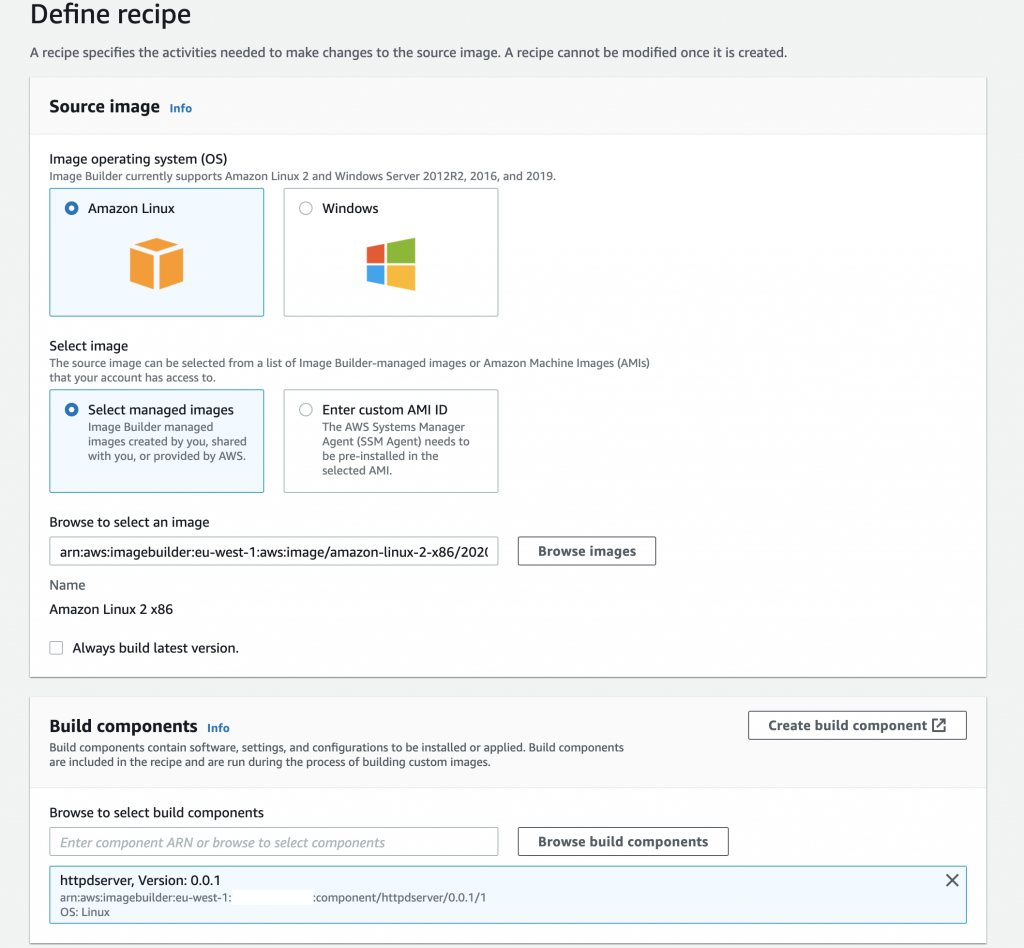 Define recipe
A recipe specifies the activities needed to make changes to the source image. A recipe cannot be modified once it is created.
Source image Info
Image operating system (OS)
Image Builder currently supports Amazon Linux 2 and Windows Server 2012R2, 2016, and 2019.
Amazon Linux
Windows
Select image
The source image can be selected from a list of Image Builder-managed images or Amazon Machine Images (AMIs)
that your account has access to.
Select managed images
Image Builder managed
images created by you, shared
with you, or provided by AWS.
Enter custom AMI ID
The AWS Systems Manager
Agent (SSM Agent) needs to
be pre-installed in the
selected AMI.
Browse to select an image
arn:aws:imagebuilder:eu-west-1:aws:image/amazon-linux-2-x86/202(
Browse images
Name
Amazon Linux 2 x86
Always build latest version.
Build components Info
Create build component
Build components contain software, settings, and configurations to be installed or applied. Build components
are included in the recipe and are run during the process of building custom images.
Browse to select build components
Enter component ARN or browse to select components
Browse build components
httpdserver, Version: 0.0.1
arn:aws:imagebuilder:eu-west-1: :component/httpdserver/0.0.1/1
OS: Linux